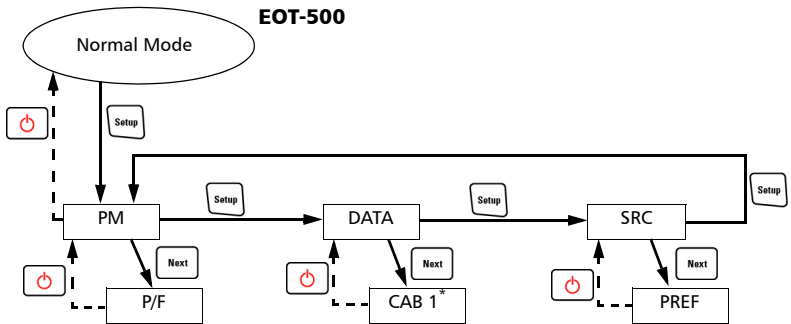 EOT-500
Normal Mode
Setup
Setup
Setup
Setup
PM
DATA
SRC
Next
Next
Next
P/F
CAB 1*
PREF